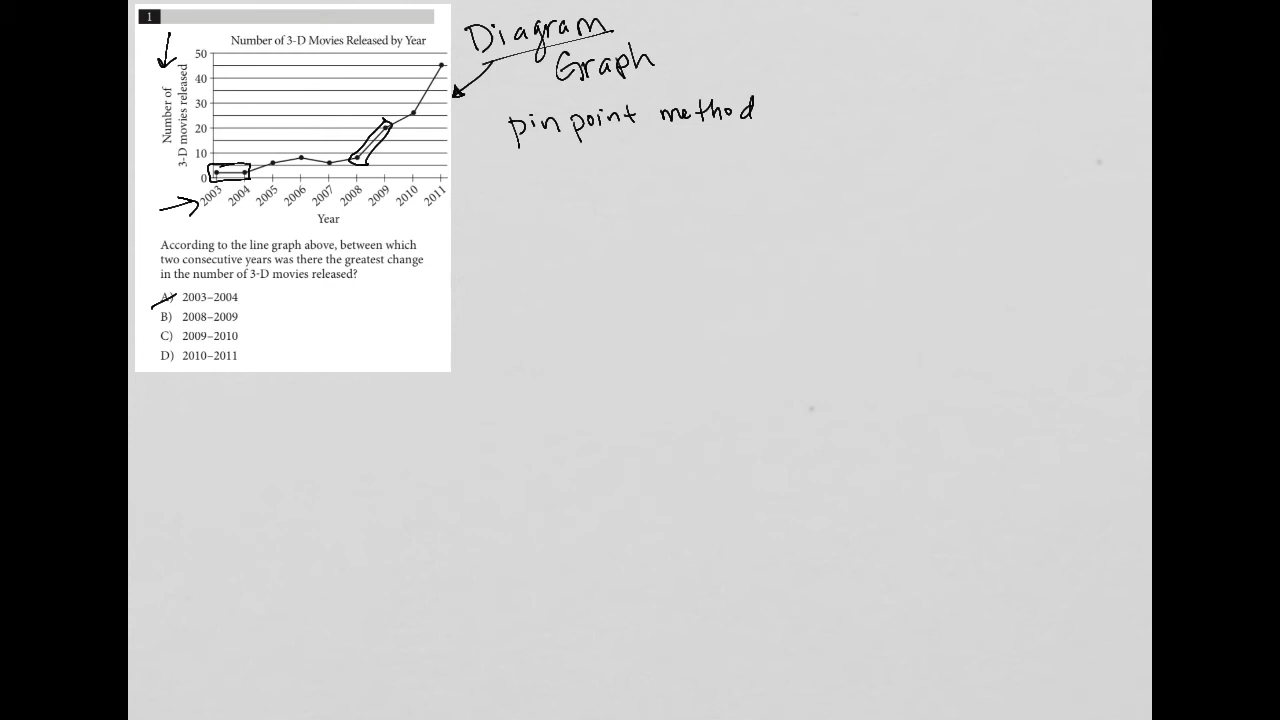 1
Number of 3-D Movies Released by Year
Number of
3-D movies released
50
40
30
20
10
0
2003 2004 2005 2006 2007 2008 2009 2010 2011
Year
According to the line graph above, between which
two consecutive years was there the greatest change
in the number of 3-D movies released?
A) 2003–2004
B) 2008–2009
C) 2009–2010
D) 2010–2011
Diagram
Graph
pin point method